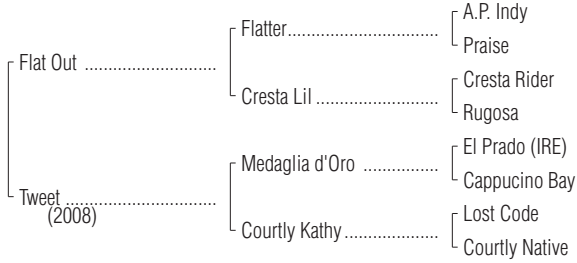 A.P. Indy
Flatter
Praise
Flat Out
Cresta Rider
Cresta Lil
Rugosa
El Prado (IRE)
Medaglia d'Oro
Cappucino Bay
Tweet
(2008)
Lost Code
Courtly Kathy
Courtly Native